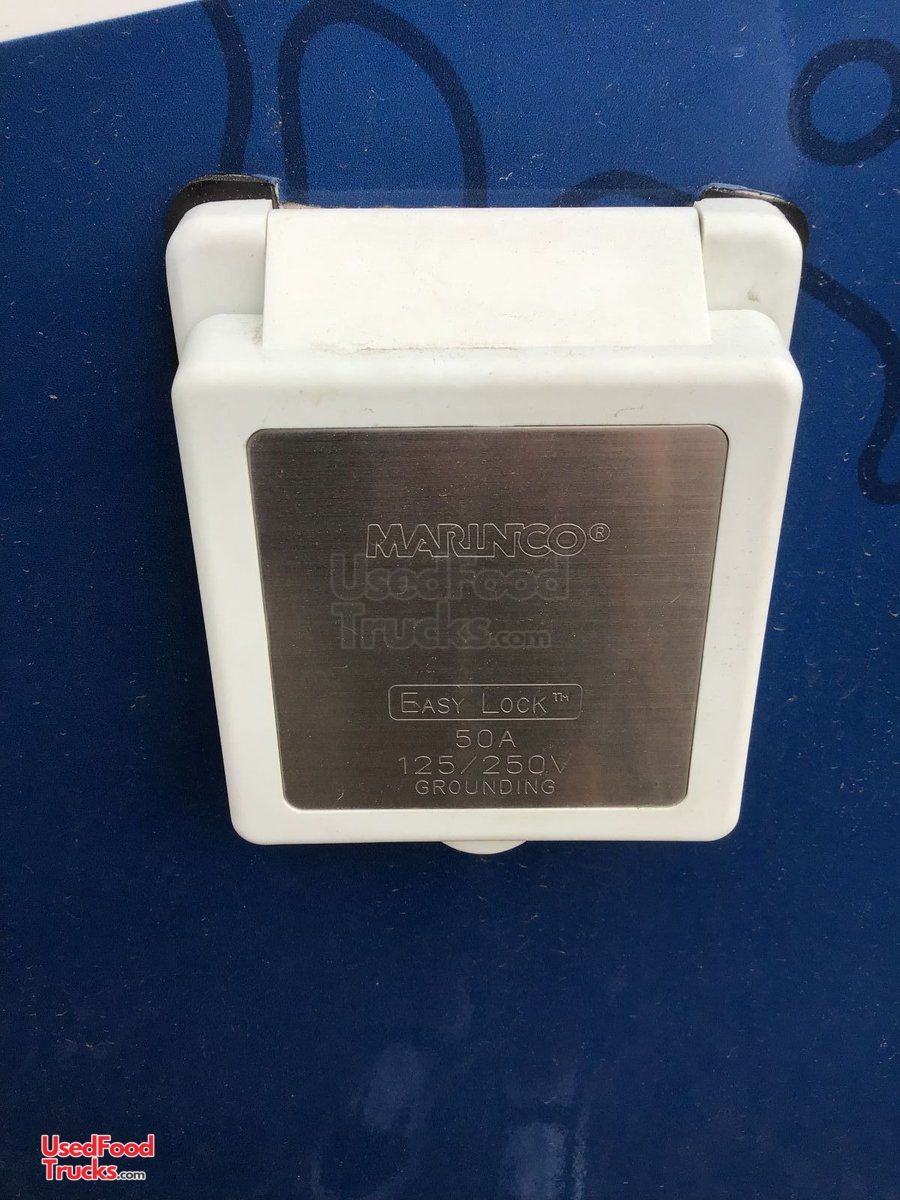 MARINCO®
UsedFood
Trucks.com
EASY LOCK™
50A
125/250V
GROUNDING
UsedFood
Trucks.com